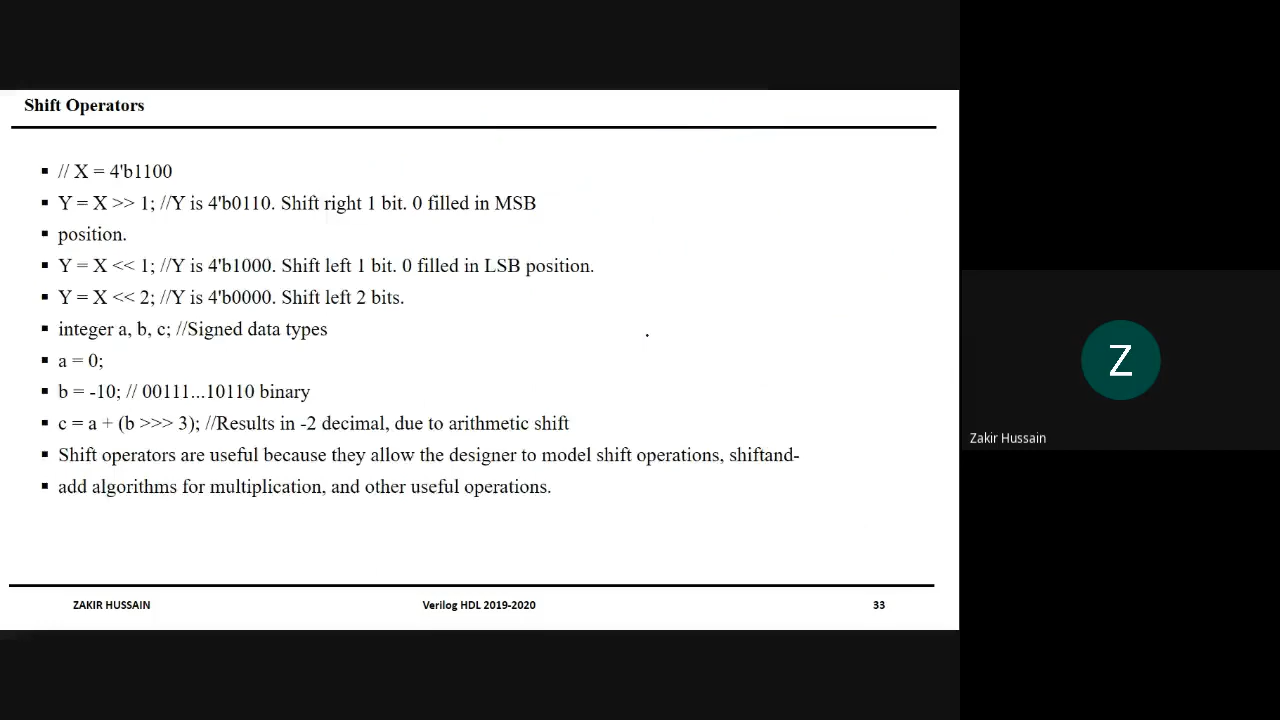 Shift Operators
▪ // X = 4'b1100
▪ Y = X >> 1; //Y is 4'b0110. Shift right 1 bit. 0 filled in MSB
▪ position.
▪ Y = X << 1; //Y is 4'b1000. Shift left 1 bit. 0 filled in LSB position.
▪ Y = X << 2; //Y is 4'b0000. Shift left 2 bits.
▪ integer a, b, c; //Signed data types
▪ a = 0;
▪ b = -10; // 00111...10110 binary
▪ c = a + (b >>> 3); //Results in -2 decimal, due to arithmetic shift
▪ Shift operators are useful because they allow the designer to model shift operations, shiftand-
▪ add algorithms for multiplication, and other useful operations.
ZAKIR HUSSAIN Verilog HDL 2019-2020 33
Z
Zakir Hussain